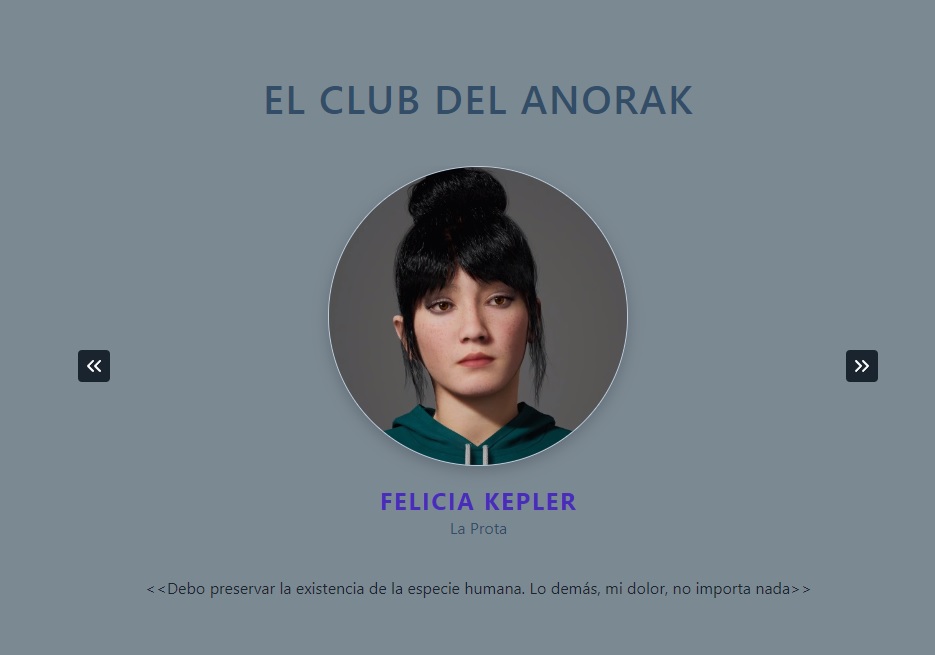 EL CLUB DEL ANORAK
FELICIA KEPLER
La Prota
<<Debo preservar la existencia de la especie humana. Lo demás, mi dolor, no importa nada>>